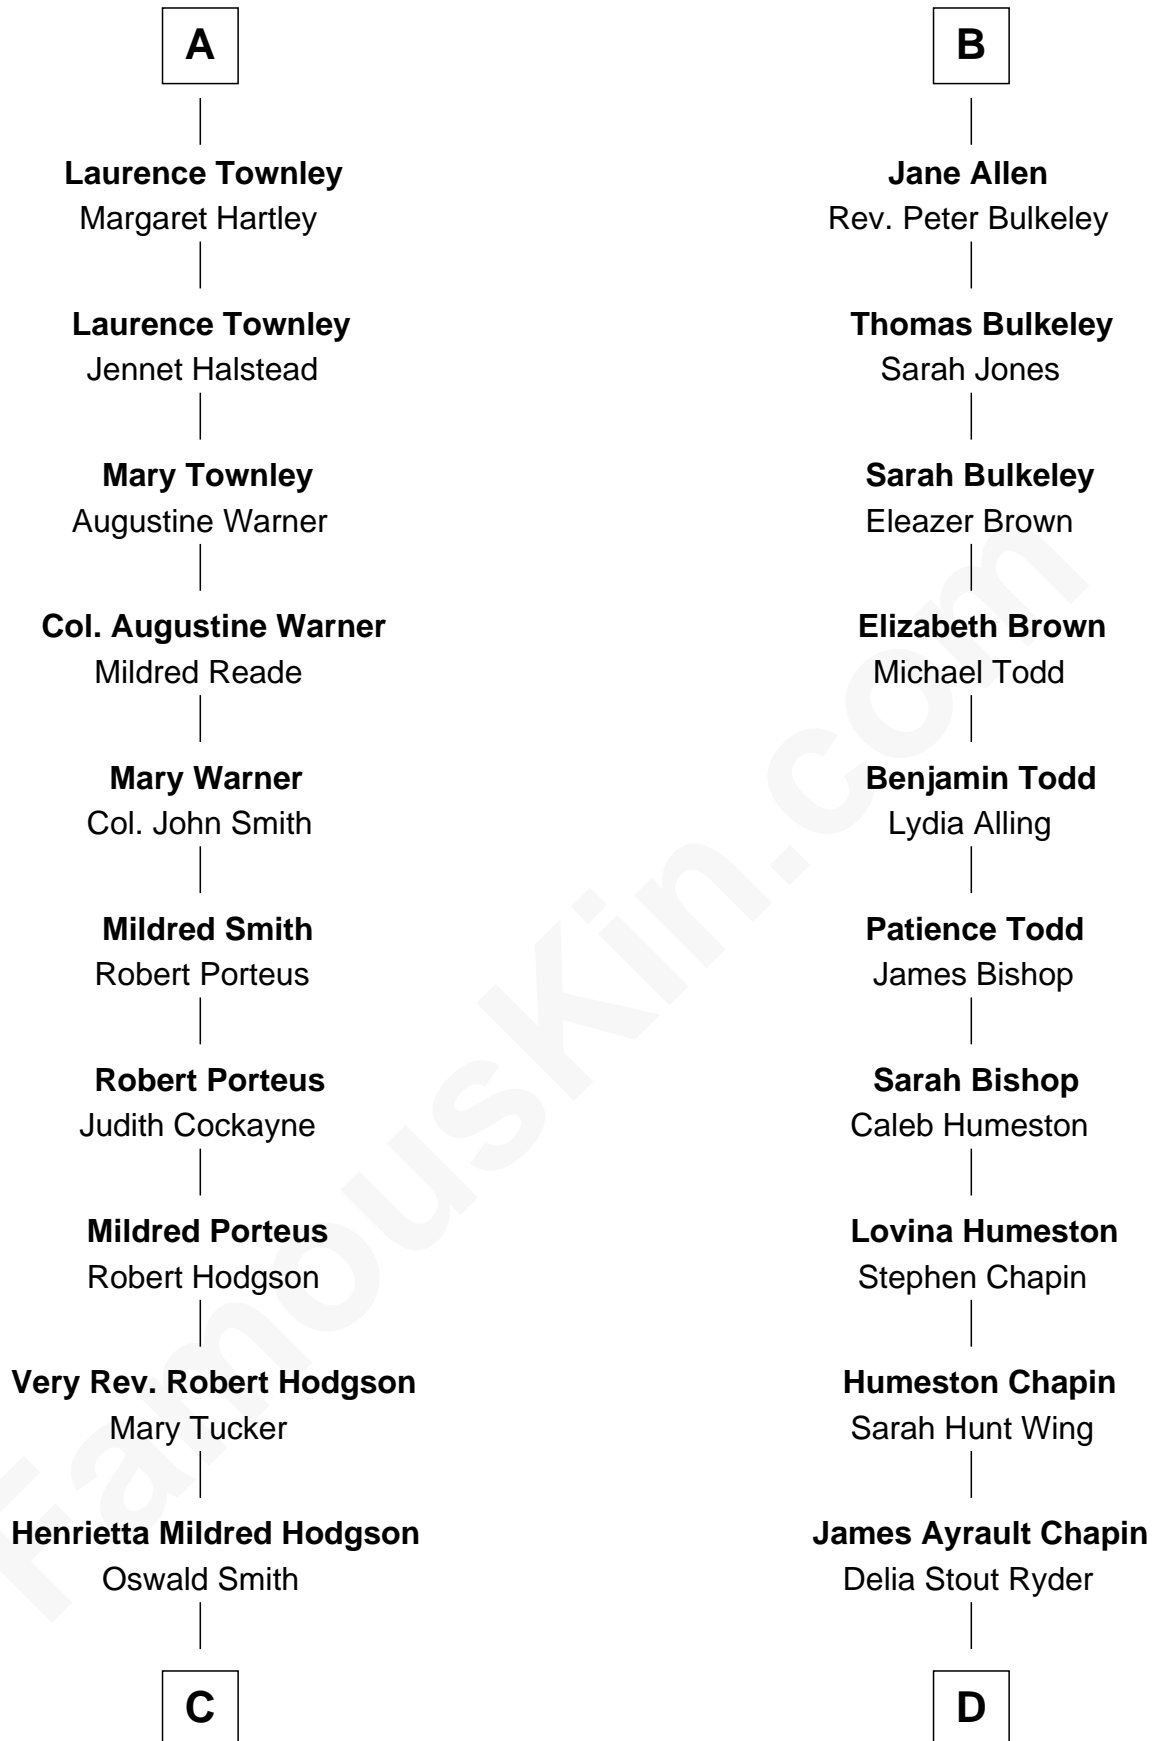 A
Laurence Townley
Margaret Hartley
Laurence Townley
Jennet Halstead
Mary Townley
Augustine Warner
Col. Augustine Warner
Mildred Reade
Mary Warner
Col. John Smith
Mildred Smith
Robert Porteus
Robert Porteus
Judith Cockayne
Mildred Porteus
Robert Hodgson
Very Rev. Robert Hodgson
Mary Tucker
Henrietta Mildred Hodgson
Oswald Smith
C
B
Jane Allen
Rev. Peter Bulkeley
Thomas Bulkeley
Sarah Jones
Sarah Bulkeley
Eleazer Brown
Elizabeth Brown
Michael Todd
Benjamin Todd
Lydia Alling
Patience Todd
James Bishop
Sarah Bishop
Caleb Humeston
Lovina Humeston
Stephen Chapin
Humeston Chapin
Sarah Hunt Wing
James Ayrault Chapin
Delia Stout Ryder
D
FamousKin.com